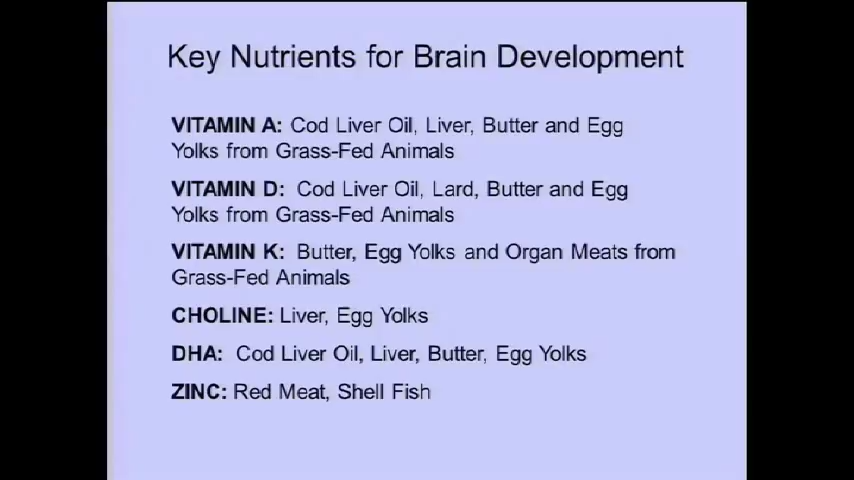 Key Nutrients for Brain Development
VITAMIN A: Cod Liver Oil, Liver, Butter and Egg
Yolks from Grass-Fed Animals
VITAMIN D: Cod Liver Oil, Lard, Butter and Egg
Yolks from Grass-Fed Animals
VITAMIN K: Butter, Egg Yolks and Organ Meats from
Grass-Fed Animals
CHOLINE: Liver, Egg Yolks
DHA: Cod Liver Oil, Liver, Butter, Egg Yolks
ZINC: Red Meat, Shell Fish